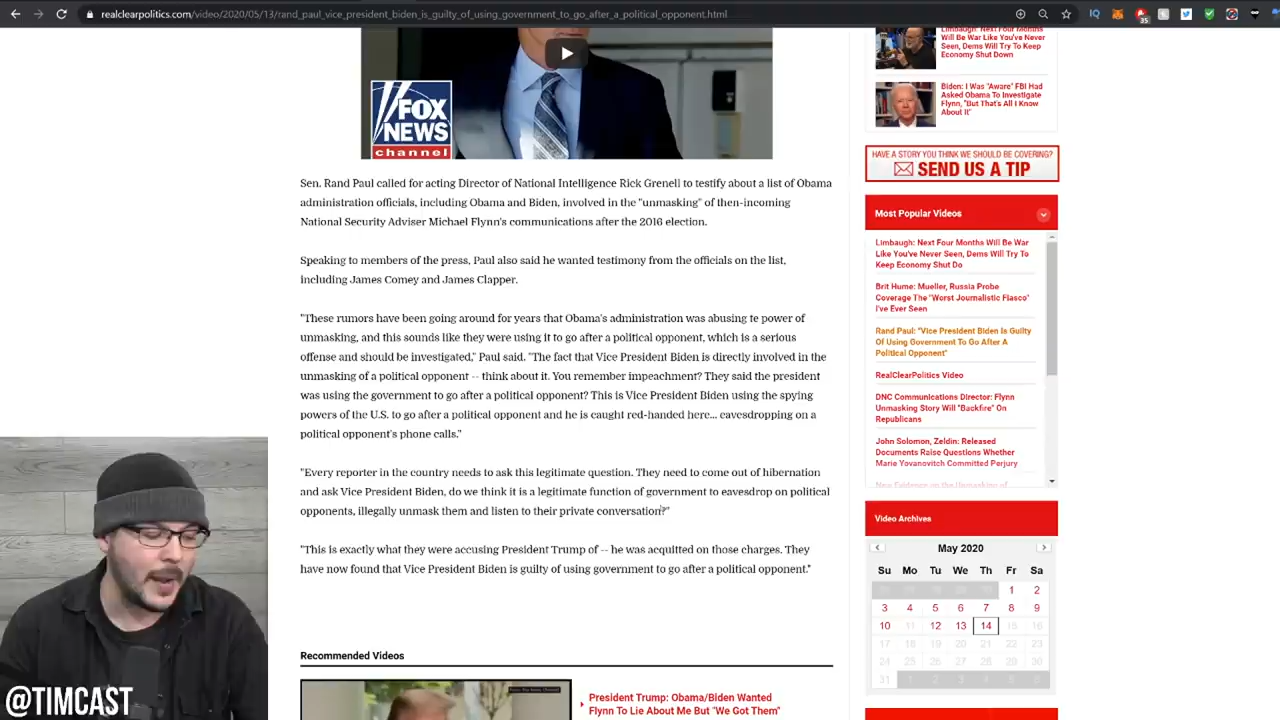 realclearpolitics.com/video/2020/05/13/rand_paul_vice_president_biden_is_guilty_of_using_government_to_go_after_a_political_opponent.html
IQ
35
FOX
NEWS
channel
Sen. Rand Paul called for acting Director of National Intelligence Rick Grenell to testify about a list of Obama
administration officials, including Obama and Biden, involved in the "unmasking" of then-incoming
National Security Adviser Michael Flynn's communications after the 2016 election.
Speaking to members of the press, Paul also said he wanted testimony from the officials on the list,
including James Comey and James Clapper.
"These rumors have been going around for years that Obama's administration was abusing te power of
unmasking, and this sounds like they were using it to go after a political opponent, which is a serious
offense and should be investigated," Paul said. "The fact that Vice President Biden is directly involved in the
unmasking of a political opponent -- think about it. You remember impeachment? They said the president
was using the government to go after a political opponent? This is Vice President Biden using the spying
powers of the U.S. to go after a political opponent and he is caught red-handed here... eavesdropping on a
political opponent's phone calls."
"Every reporter in the country needs to ask this legitimate question. They need to come out of hibernation
and ask Vice President Biden, do we think it is a legitimate function of government to eavesdrop on political
opponents, illegally unmask them and listen to their private conversation?"
"This is exactly what they were accusing President Trump of -- he was acquitted on those charges. They
have now found that Vice President Biden is guilty of using government to go after a political opponent."
Recommended Videos
President Trump: Obama/Biden Wanted
Flynn To Lie About Me But "We Got Them"
Limbaugh: Next Four Months
Will Be War Like You've Never
Seen, Dems Will Try To Keep
Economy Shut Down
Biden: I Was "Aware" FBI Had
Asked Obama To Investigate
Flynn, "But That's All I Know
About It"
HAVE A STORY YOU THINK WE SHOULD BE COVERING?
SEND US A TIP
Most Popular Videos
Limbaugh: Next Four Months Will Be War
Like You've Never Seen, Dems Will Try To
Keep Economy Shut Do
Brit Hume: Mueller, Russia Probe
Coverage The "Worst Journalistic Fiasco"
I've Ever Seen
Rand Paul: "Vice President Biden Is Guilty
Of Using Government To Go After A
Political Opponent"
RealClearPolitics Video
DNC Communications Director: Flynn
Unmasking Story Will "Backfire" On
Republicans
John Solomon, Zeldin: Released
Documents Raise Questions Whether
Marie Yovanovitch Committed Perjury
New Evidence on the Unmasking of
Video Archives
May 2020
Su Mo Tu We Th Fr Sa
1 2
3 4 5 6 7 8 9
10 11 12 13 14 15 16
17 18 19 20 21 22 23
24 25 26 27 28 29 30
31 1 2 3 4 5 6
@TIMCAST